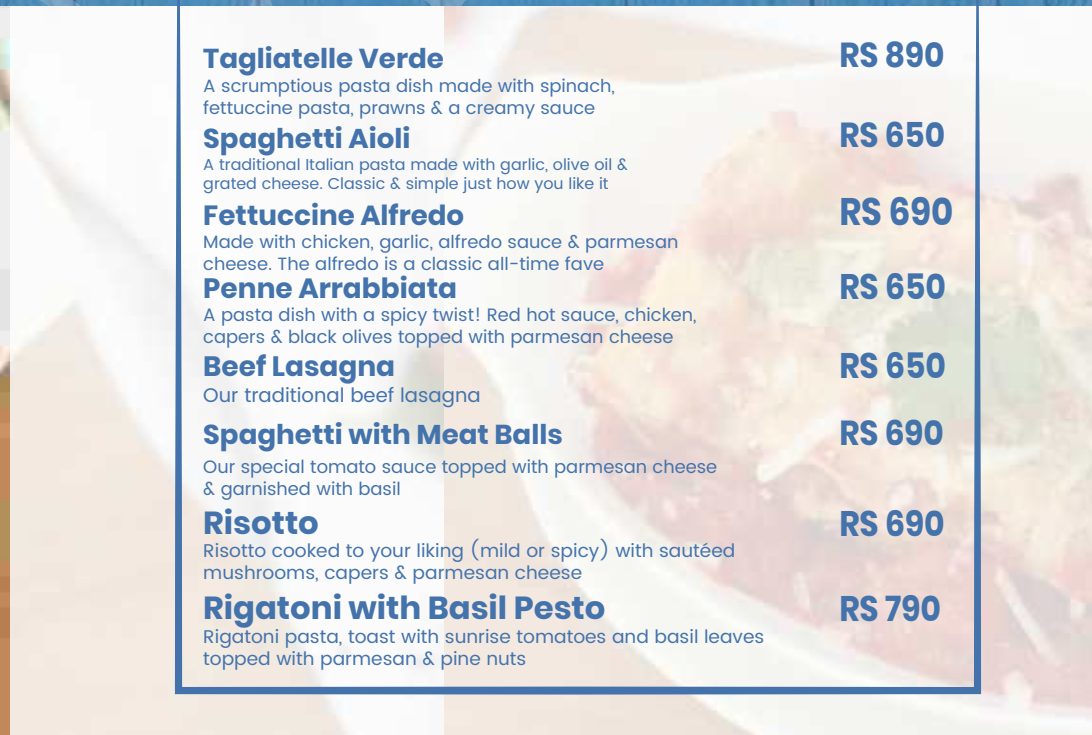 Tagliatelle Verde RS 890
A scrumptious pasta dish made with spinach,
fettuccine pasta, prawns & a creamy sauce
Spaghetti Aioli RS 650
A traditional Italian pasta made with garlic, olive oil &
grated cheese. Classic & simple just how you like it
Fettuccine Alfredo RS 690
Made with chicken, garlic, alfredo sauce & parmesan
cheese. The alfredo is a classic all-time fave
Penne Arrabbiata RS 650
A pasta dish with a spicy twist! Red hot sauce, chicken,
capers & black olives topped with parmesan cheese
Beef Lasagna RS 650
Our traditional beef lasagna
Spaghetti with Meat Balls RS 690
Our special tomato sauce topped with parmesan cheese
& garnished with basil
Risotto RS 690
Risotto cooked to your liking (mild or spicy) with sautéed
mushrooms, capers & parmesan cheese
Rigatoni with Basil Pesto RS 790
Rigatoni pasta, toast with sunrise tomatoes and basil leaves
topped with parmesan & pine nuts